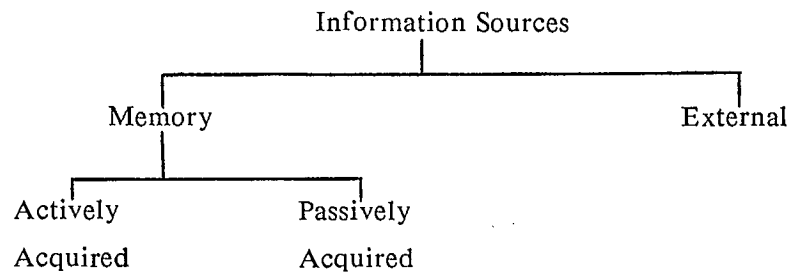 Information Sources
Memory
External
Actively
Acquired
Passively
Acquired